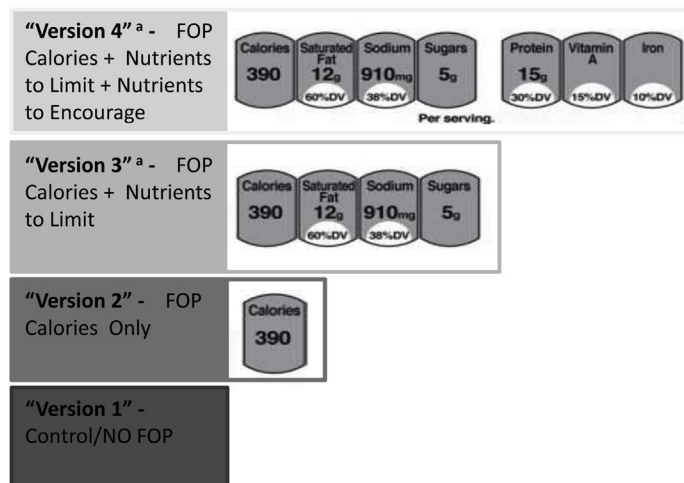 “Version 4” a - FOP
Calories + Nutrients
to Limit + Nutrients
to Encourage
Calories
390
Saturated
Fat
12g
60%DV
Sodium
910mg
38%DV
Sugars
5g
Protein
15g
30%DV
Vitamin
A
15%DV
Iron
10%DV
Per serving.
“Version 3” a - FOP
Calories + Nutrients
to Limit
Calories
390
Saturated
Fat
12g
60%DV
Sodium
910mg
38%DV
Sugars
5g
“Version 2” - FOP
Calories Only
Calories
390
“Version 1” -
Control/NO FOP